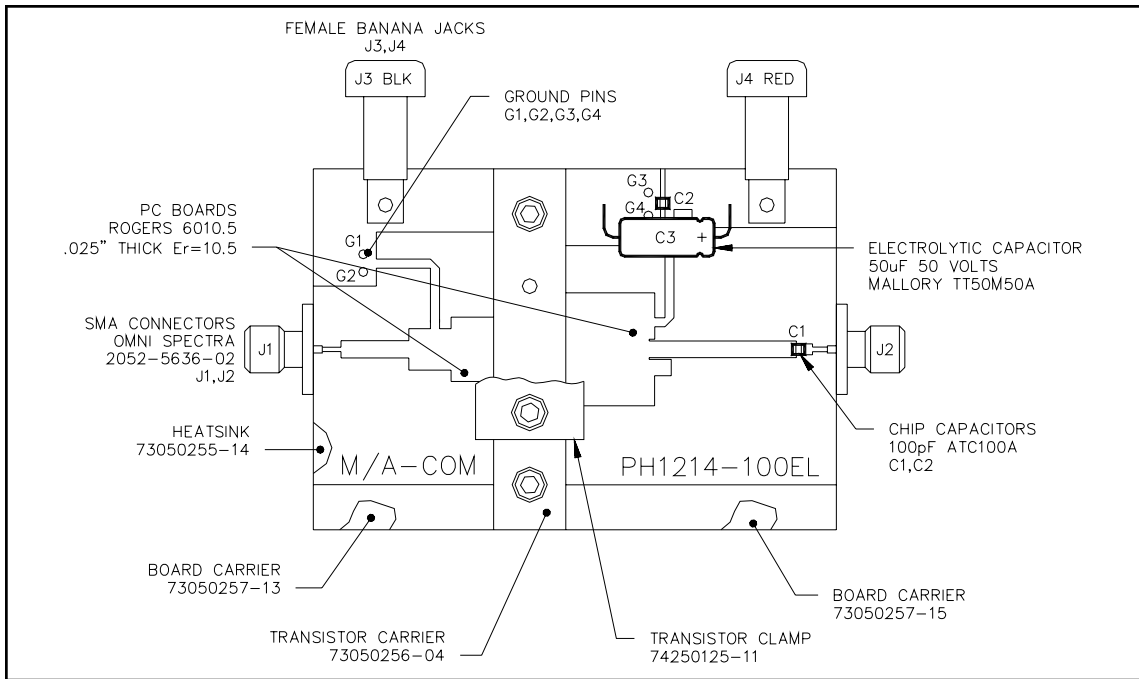 FEMALE BANANA JACKS
J3,J4
J3 BLK
J4 RED
GROUND PINS
G1,G2,G3,G4
PC BOARDS
ROGERS 6010.5
.025" THICK Er=10.5
G1
G2
G3
G4
C2
C3
+
ELECTROLYTIC CAPACITOR
50uF 50 VOLTS
MALLORY TT50M50A
SMA CONNECTORS
OMNI SPECTRA
2052-5636-02
J1,J2
J1
C1
J2
HEATSINK
73050255-14
CHIP CAPACITORS
100pF ATC100A
C1,C2
M/A-COM
PH1214-100EL
BOARD CARRIER
73050257-13
BOARD CARRIER
73050257-15
TRANSISTOR CARRIER
73050256-04
TRANSISTOR CLAMP
74250125-11